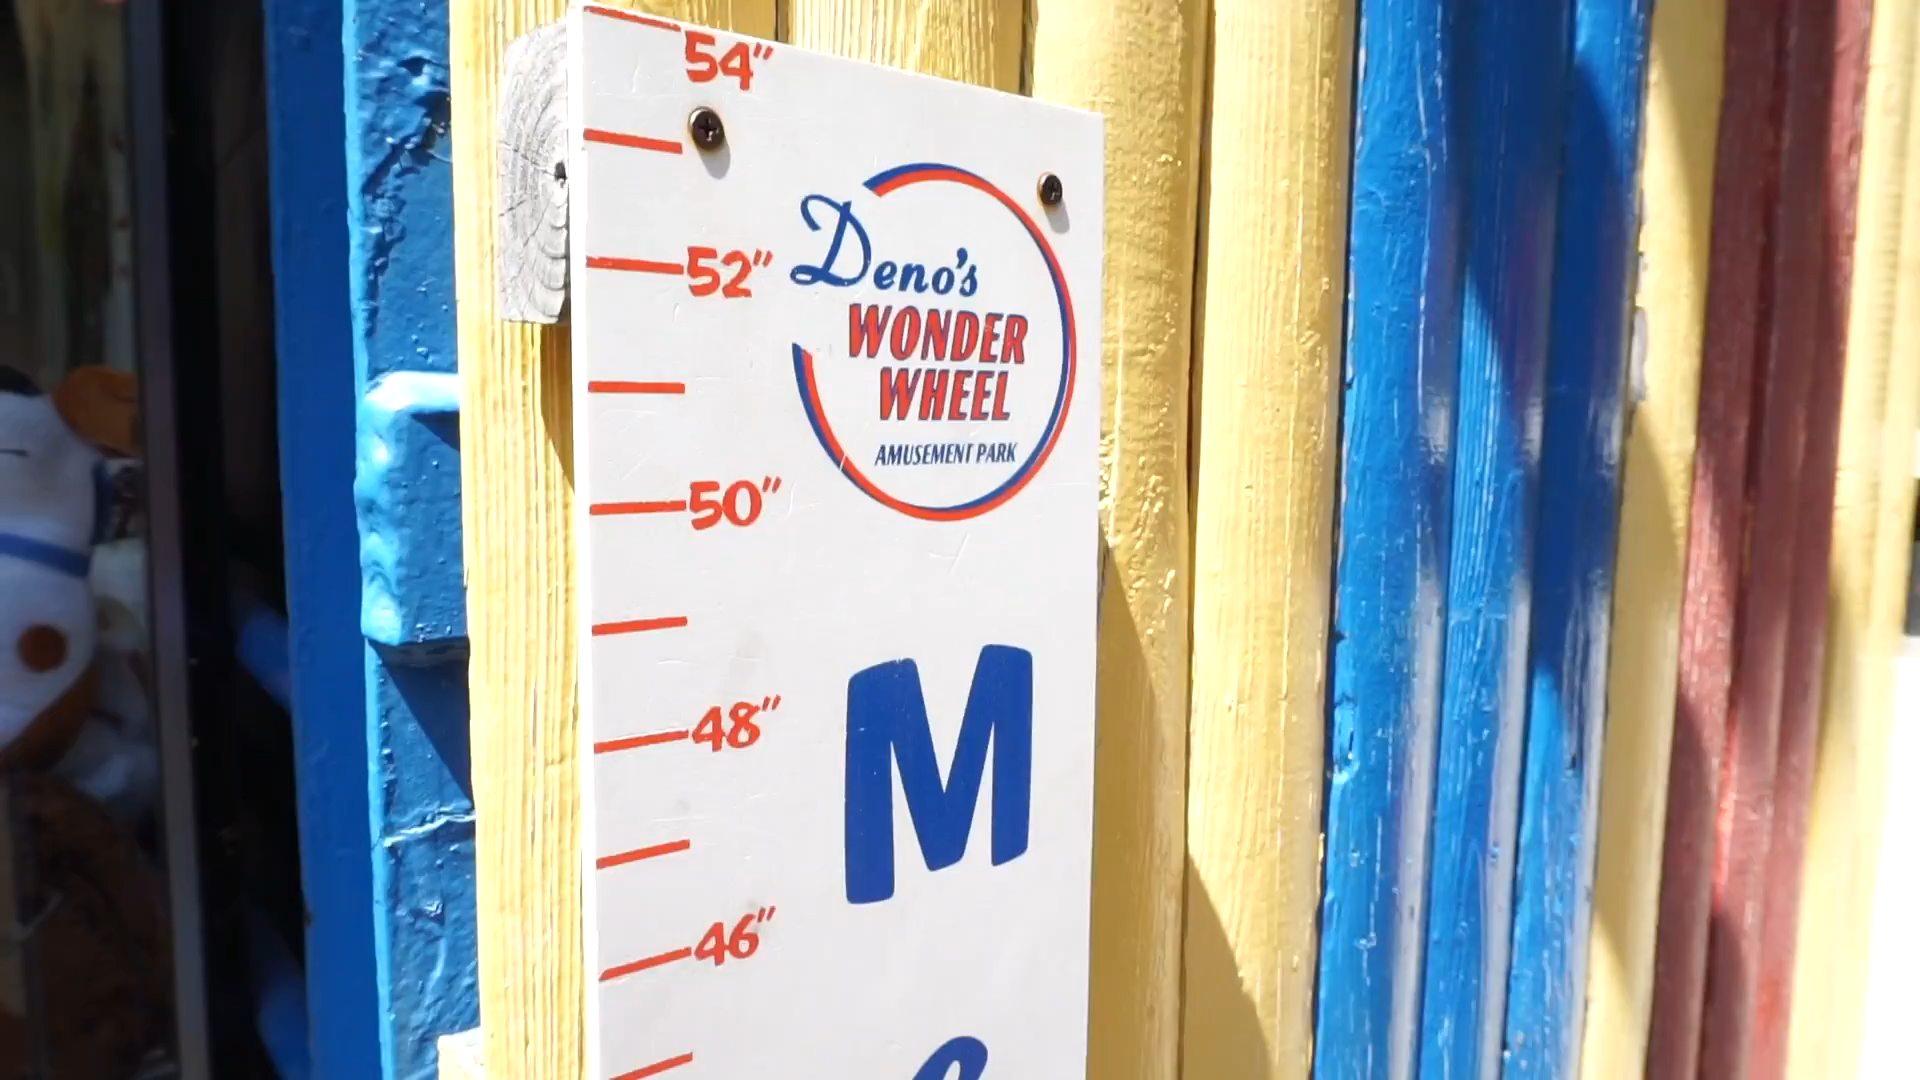 54"
52"
Deno's
WONDER
WHEEL
AMUSEMENT PARK
50"
48"
M
46"